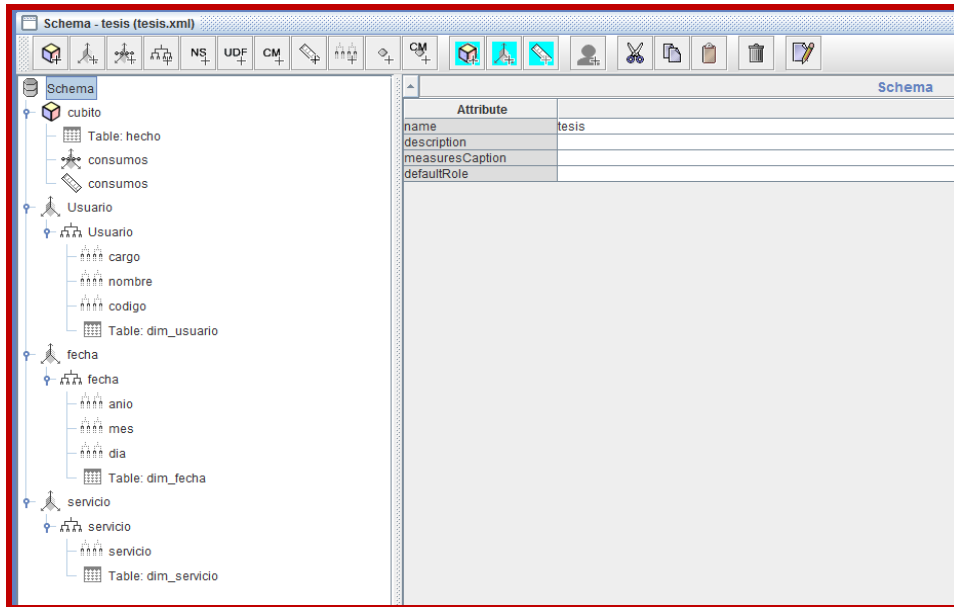 Schema - tesis (tesis.xml)
NS UDF CM CM
Schema
cubito
Table: hecho
consumos
consumos
Usuario
Usuario
cargo
nombre
codigo
Table: dim_usuario
fecha
fecha
anio
mes
dia
Table: dim_fecha
servicio
servicio
servicio
Table: dim_servicio
Schema
Attribute
name tesis
description
measuresCaption
defaultRole